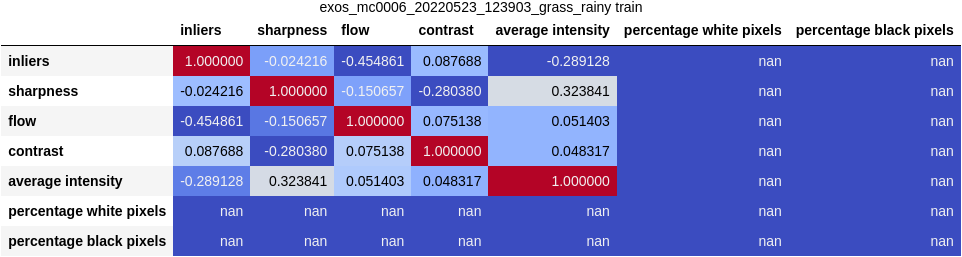 exos_mc0006_20220523_123903_grass_rainy train
inliers sharpness flow contrast average intensity percentage white pixels percentage black pixels
inliers 1.000000 -0.024216 -0.454861 0.087688 -0.289128 nan nan
sharpness -0.024216 1.000000 -0.150657 -0.280380 0.323841 nan nan
flow -0.454861 -0.150657 1.000000 0.075138 0.051403 nan nan
contrast 0.087688 -0.280380 0.075138 1.000000 0.048317 nan nan
average intensity -0.289128 0.323841 0.051403 0.048317 1.000000 nan nan
percentage white pixels nan nan nan nan nan nan nan
percentage black pixels nan nan nan nan nan nan nan